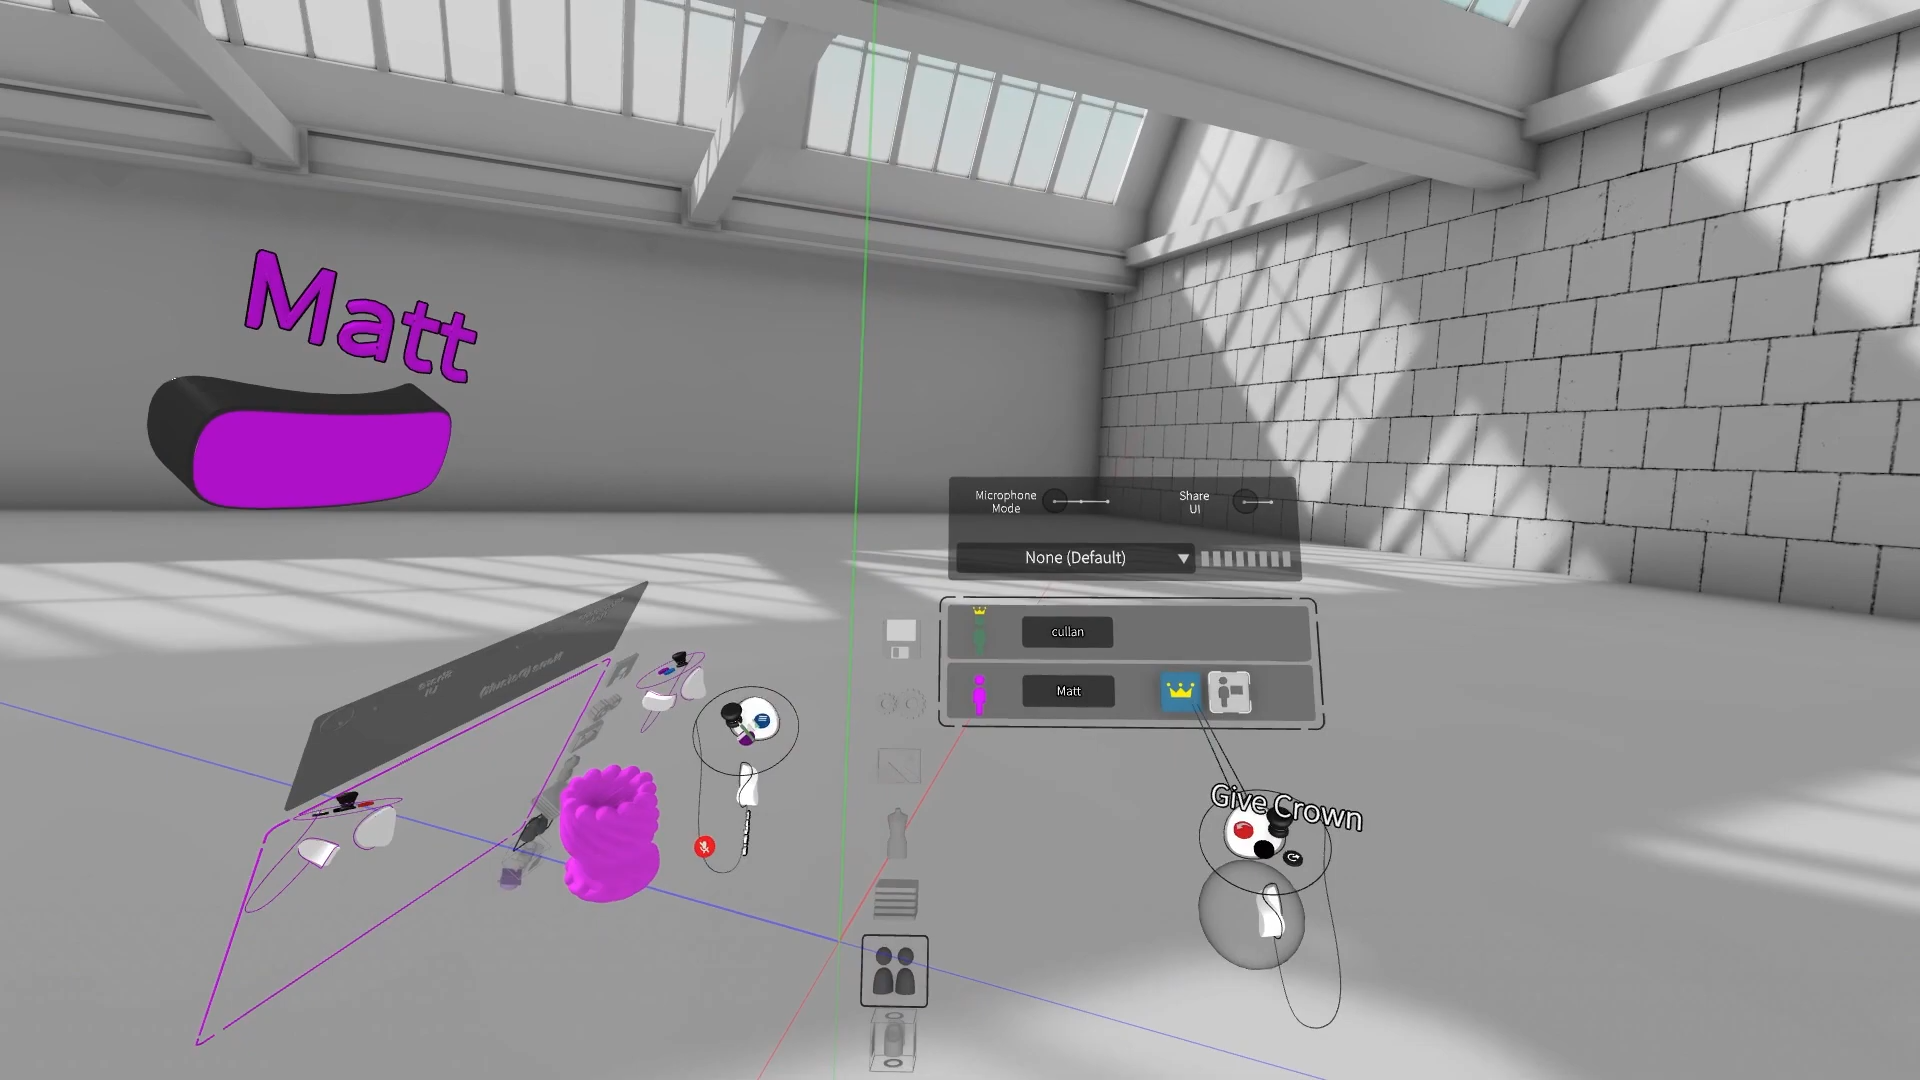 Matt
Microphone
Mode
Share
UI
None (Default)
cullan
Matt
Give Crown